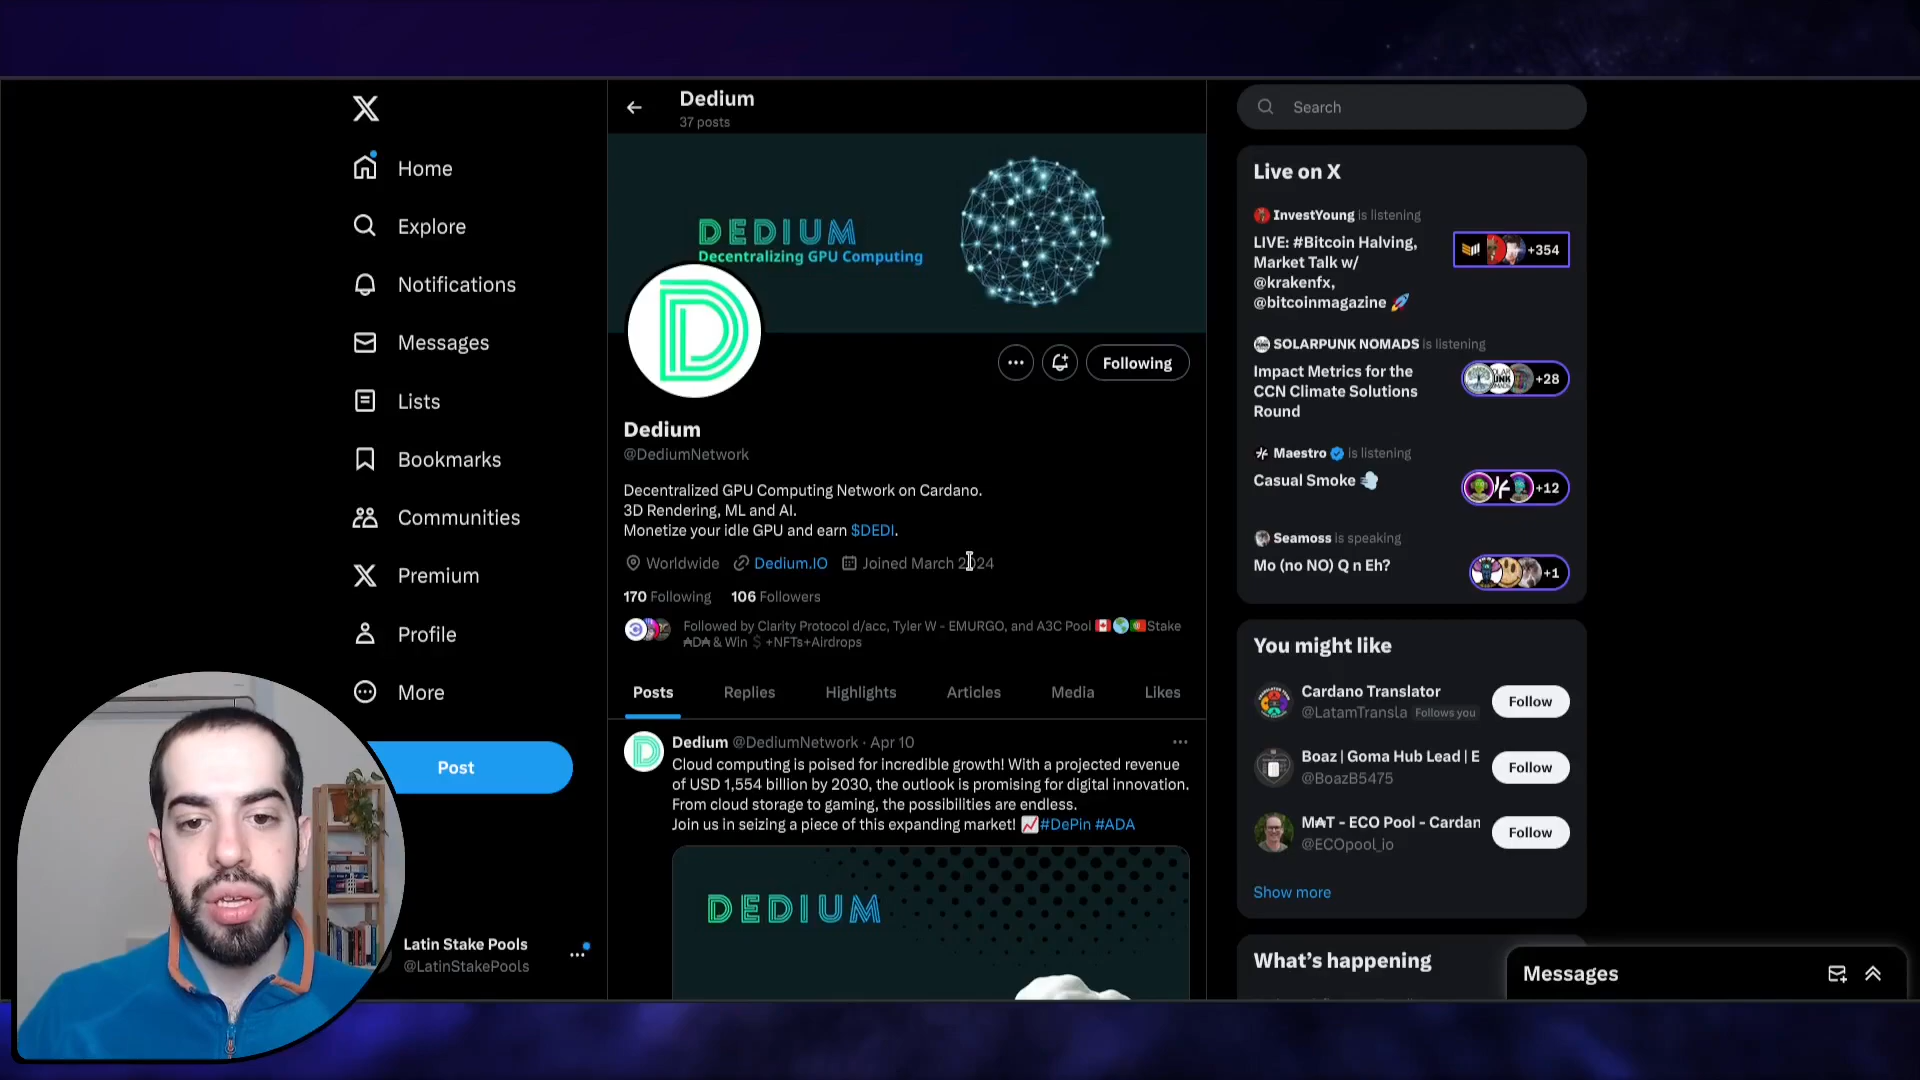 Home
Explore
Notifications
Messages
Lists
Bookmarks
Communities
Premium
Profile
More
Post
Latin Stake Pools
@LatinStakePools
Dedium
37 posts
DEDIUM
Decentralizing GPU Computing
Following
Dedium
@DediumNetwork
Decentralized GPU Computing Network on Cardano.
3D Rendering, ML and AI.
Monetize your idle GPU and earn $DEDI.
Worldwide Dedium.IO Joined March 2024
170 Following 106 Followers
Followed by Clarity Protocol d/acc, Tyler W - EMURGO, and A3C Pool 🇨🇦🌎🇵🇹Stake
₳D₳ & Win 💲+NFTs+Airdrops
Posts Replies Highlights Articles Media Likes
Dedium @DediumNetwork · Apr 10
Cloud computing is poised for incredible growth! With a projected revenue
of USD 1,554 billion by 2030, the outlook is promising for digital innovation.
From cloud storage to gaming, the possibilities are endless.
Join us in seizing a piece of this expanding market! 📈#DePin #ADA
DEDIUM
Search
Live on X
InvestYoung is listening
LIVE: #Bitcoin Halving,
Market Talk w/
@krakenfx,
@bitcoinmagazine 🚀
+354
SOLARPUNK NOMADS is listening
Impact Metrics for the
CCN Climate Solutions
Round
+28
Maestro is listening
Casual Smoke 💨
+12
Seamoss is speaking
Mo (no NO) Q n Eh?
+1
You might like
Cardano Translator
@LatamTransla Follows you
Follow
Boaz | Goma Hub Lead | E
@BoazB5475
Follow
M₳T - ECO Pool - Cardan
@ECOpool_io
Follow
Show more
What's happening
Messages